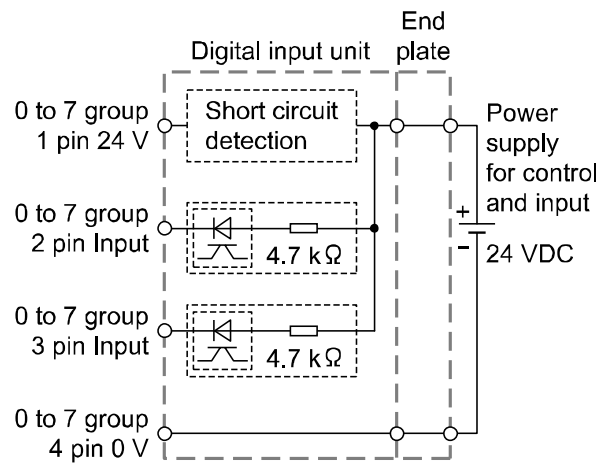 Digital input unit
End
plate
0 to 7 group
1 pin 24 V
Short circuit
detection
Power
supply
for control
and input
0 to 7 group
2 pin Input
4.7 kΩ
+
−
24 VDC
0 to 7 group
3 pin Input
4.7 kΩ
0 to 7 group
4 pin 0 V